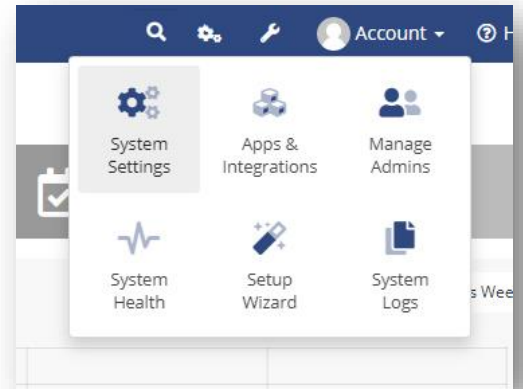 Account
H
System
Settings
Apps &
Integrations
Manage
Admins
System
Health
Setup
Wizard
System
Logs
s Wee